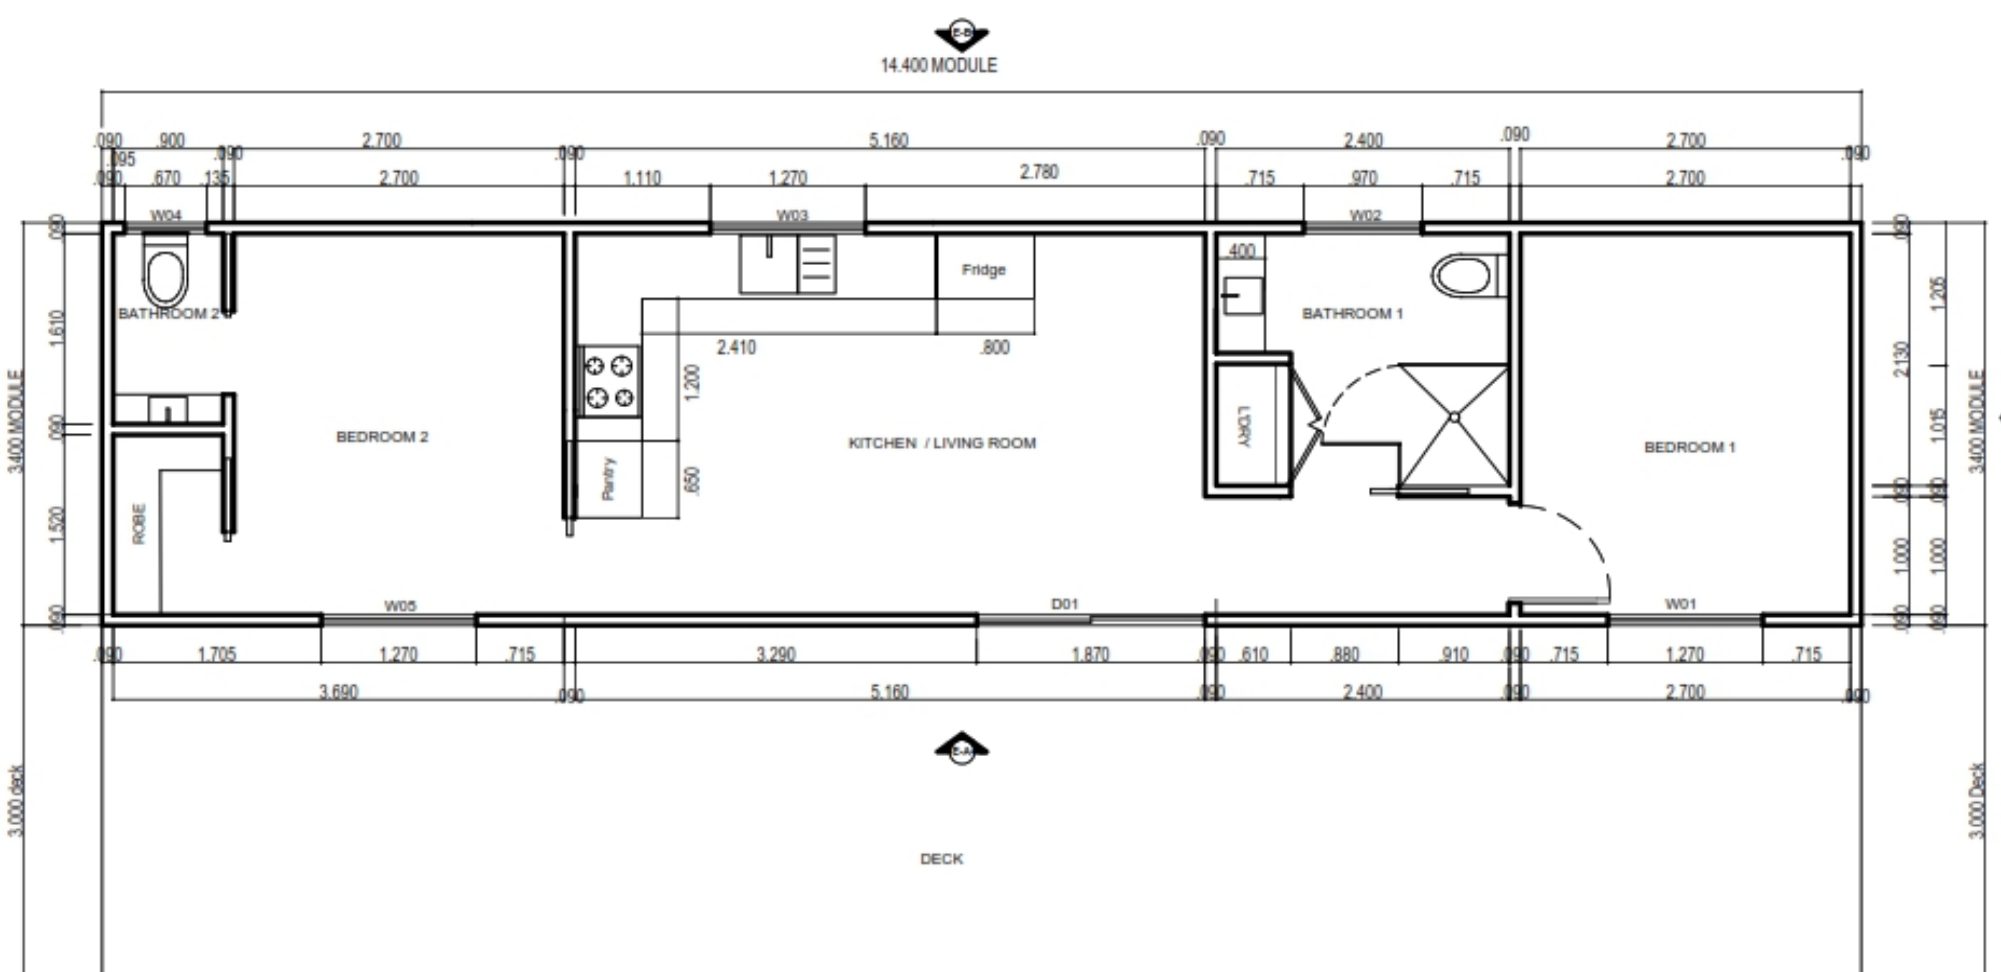 E-B
14.400 MODULE
.090 .900 2.700 5.160 .090 2.400 .090 2.700
.095 .090 .090 .090
.090 .670 .135 2.700 1.110 1.270 2.780 .715 .970 .715 2.700
W04 W03 W02
.090 .090
.400
Fridge
1.205
BATHROOM 2 BATHROOM 1
1.610
2.410 .800
2.130
1.200
3.400 MODULE 3.400 MODULE
.090
L'DRY
1.015
BEDROOM 2 KITCHEN / LIVING ROOM BEDROOM 1
Pantry
.650
.090 .090
ROBE
1.520
1.000 1.000
W05 D01 W01
.090 .090 .090
.090 1.705 1.270 .715 3.290 1.870 .090 .610 .880 .910 .090 .715 1.270 .715
3.690 .090 5.160 .090 2.400 .090 2.700 .090
E-A
3.000 deck 3.000 Deck
DECK